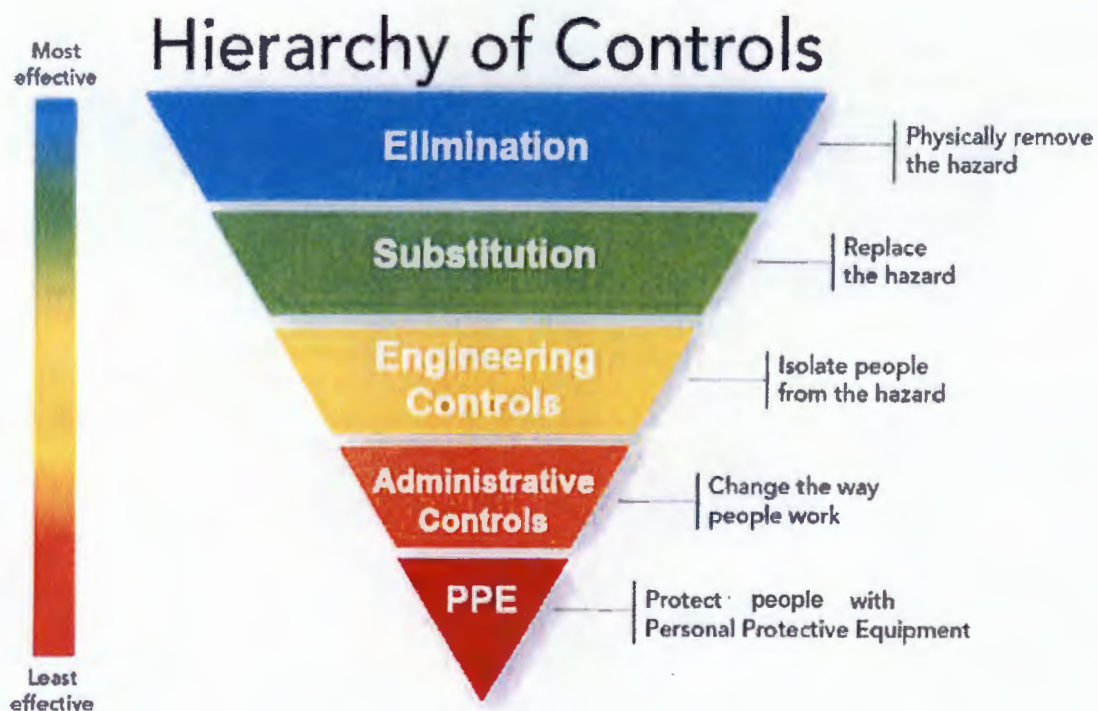 Hierarchy of Controls
Most
effective
Elimination
Physically remove
the hazard
Substitution
Replace
the hazard
Engineering
Controls
Isolate people
from the hazard
Administrative
Controls
Change the way
people work
PPE
Protect people with
Personal Protective Equipment
Least
effective